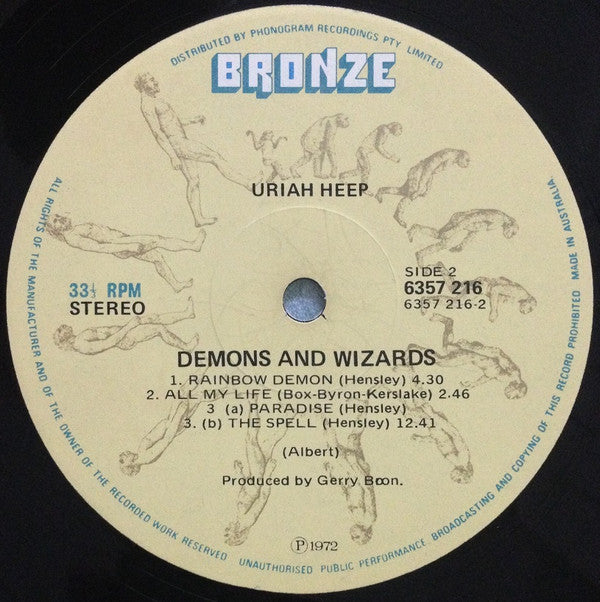 DISTRIBUTED BY PHONOGRAM RECORDINGS PTY. LIMITED
BRONZE
URIAH HEEP
33⅓ RPM
STEREO
SIDE 2
6357 216
6357 216-2
DEMONS AND WIZARDS
1. RAINBOW DEMON (Hensley) 4.30
2. ALL MY LIFE (Box-Byron-Kerslake) 2.46
3 (a) PARADISE (Hensley)
3. (b) THE SPELL (Hensley) 12.41
(Albert)
Produced by Gerry Bron.
Ⓟ1972
ALL RIGHTS OF THE MANUFACTURER AND OF THE OWNER OF THE RECORDED WORK RESERVED UNAUTHORISED PUBLIC PERFORMANCE BROADCASTING AND COPYING OF THIS RECORD PROHIBITED MADE IN AUSTRALIA